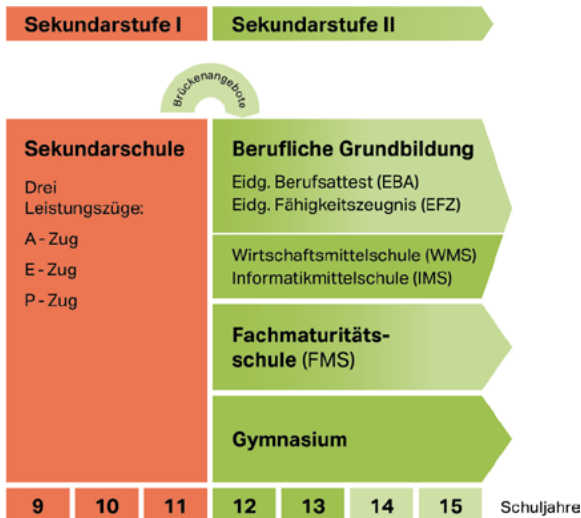 Sekundarstufe I
Sekundarstufe II
Brückenangebote
Sekundarschule
Drei
Leistungszüge:
A - Zug
E - Zug
P - Zug
Berufliche Grundbildung
Eidg. Berufsattest (EBA)
Eidg. Fähigkeitszeugnis (EFZ)
Wirtschaftsmittelschule (WMS)
Informatikmittelschule (IMS)
Fachmaturitäts-
schule (FMS)
Gymnasium
9 10 11 12 13 14 15 Schuljahre